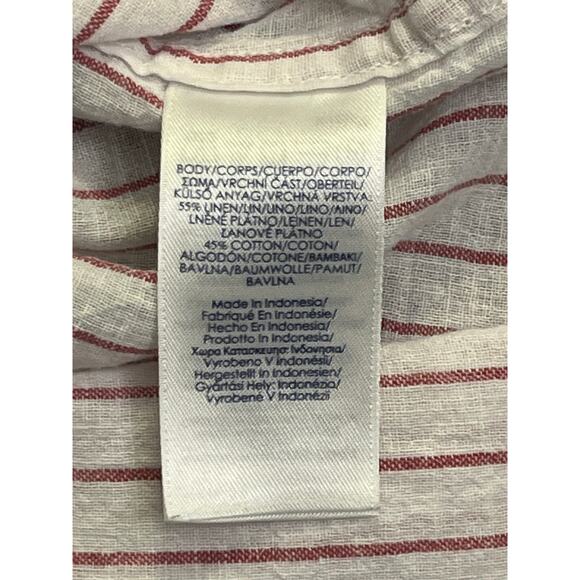 BODY/CORPS/CUERPO/CORPO/
ΣΩΜΑ/VRCHNÍ ČÁST/OBERTEIL/
KÜLSŐ ANYAG/VRCHNÁ VRSTVA:
55% LINEN/LIN/LINO/LINO/ΛΙΝΟ/
LNĚNÉ PLÁTNO/LEINEN/LEN/
ĽANOVÉ PLÁTNO
45% COTTON/COTON/
ALGODÓN/COTONE/ΒΑΜΒΑΚΙ/
BAVLNA/BAUMWOLLE/PAMUT/
BAVLNA
Made In Indonesia/
Fabriqué En Indonésie/
Hecho En Indonesia/
Prodotto In Indonesia/
Χωρα Κατασκευησ: Ινδονησια/
Vyrobeno V Indonésii/
Hergestellt In Indonesien/
Gyártási Hely: Indonézia/
Vyrobené V Indonézii